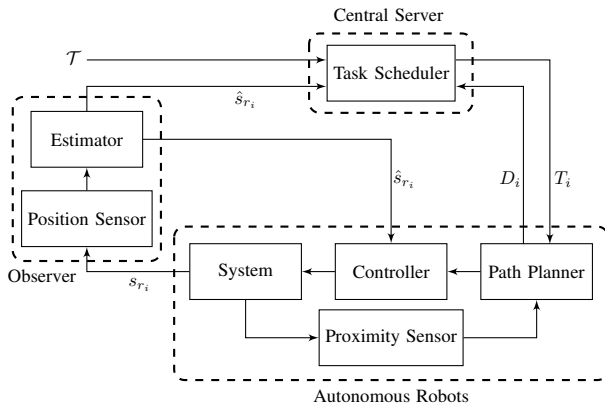 Central Server
𝒯
Task Scheduler
ŝ_{r_i}
Estimator
ŝ_{r_i}
D_i
T_i
Position Sensor
Observer
s_{r_i}
System
Controller
Path Planner
Proximity Sensor
Autonomous Robots